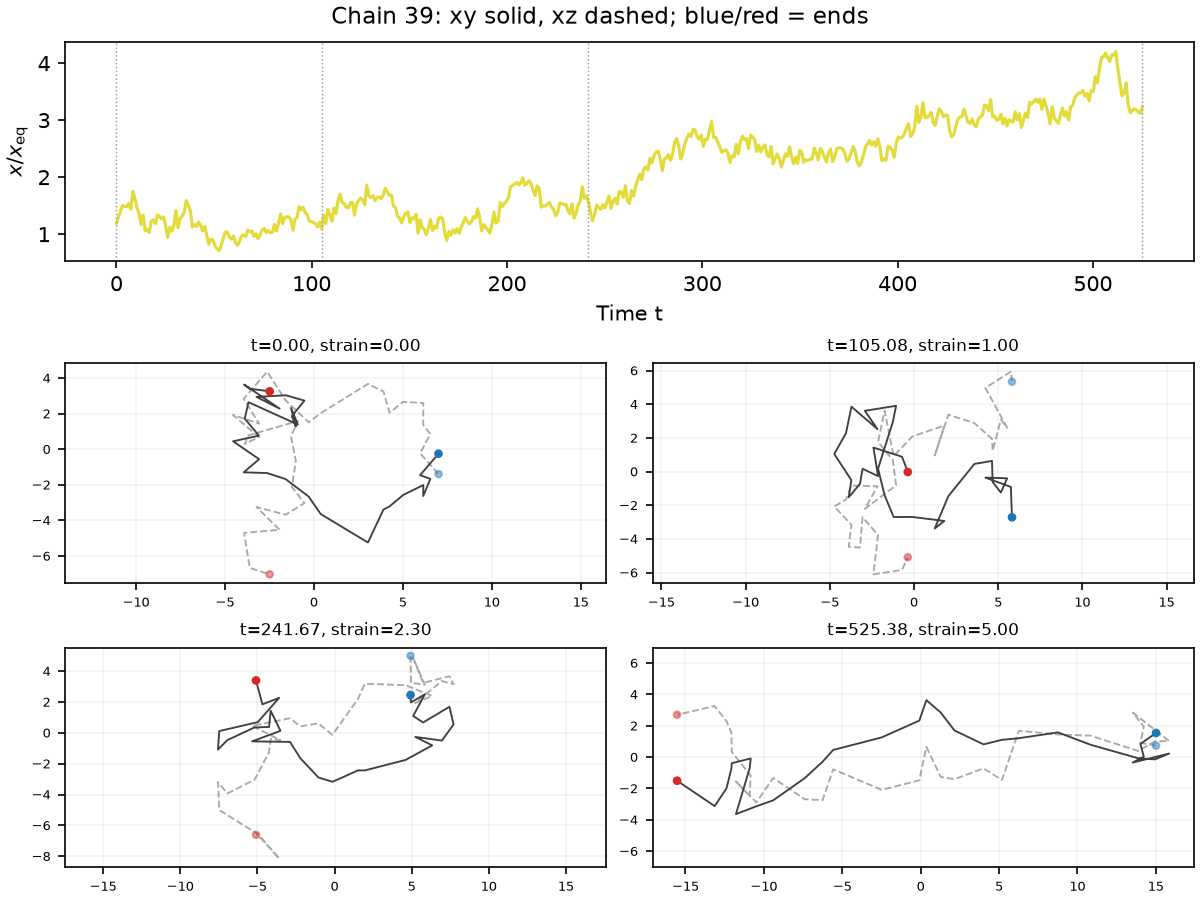 Chain 39: xy solid, xz dashed; blue/red = ends
4
3
2
1
x/x_eq
0 100 200 300 400 500
Time t
t=0.00, strain=0.00
4
2
0
−2
−4
−6
−10 −5 0 5 10 15
t=105.08, strain=1.00
6
4
2
0
−2
−4
−6
−15 −10 −5 0 5 10 15
t=241.67, strain=2.30
4
2
0
−2
−4
−6
−8
−15 −10 −5 0 5 10 15
t=525.38, strain=5.00
6
4
2
0
−2
−4
−6
−15 −10 −5 0 5 10 15